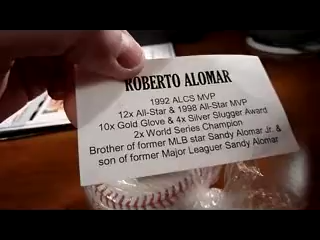 ROBERTO ALOMAR
1992 ALCS MVP
12x All-Star & 1998 All-Star MVP
10x Gold Glove & 4x Silver Slugger Award
2x World Series Champion
Brother of former MLB star Sandy Alomar Jr. &
son of former Major Leaguer Sandy Alomar